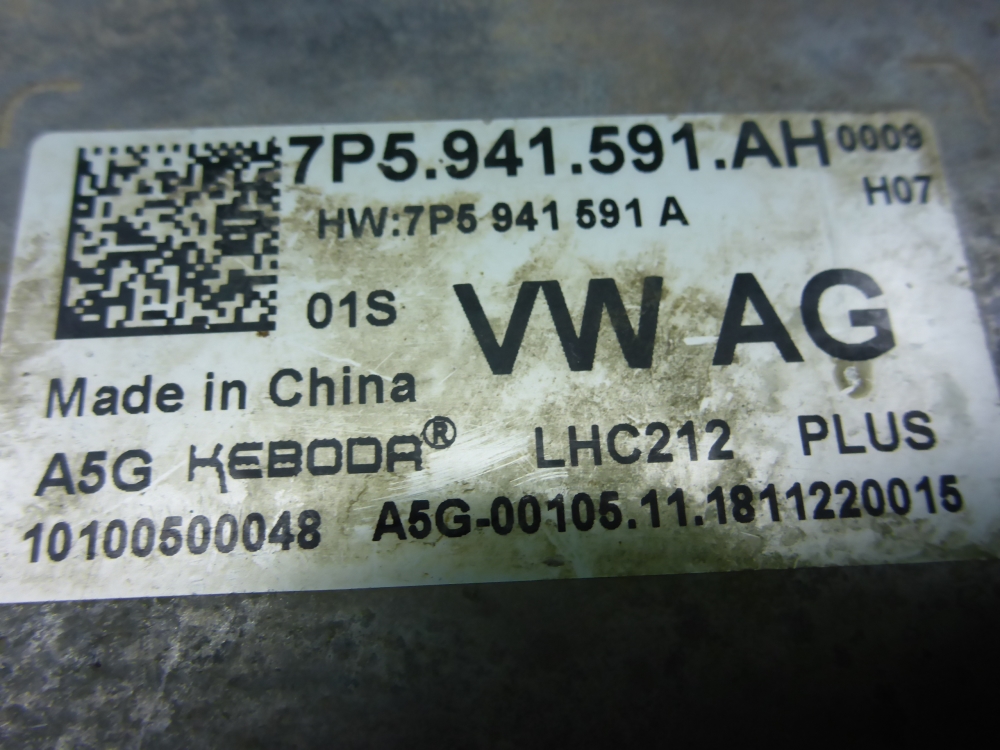 7P5.941.591.AH 0009
HW:7P5 941 591 A H07
01S VW AG
Made in China
A5G KEBODA® LHC212 PLUS
10100500048 A5G-00105.11.1811220015